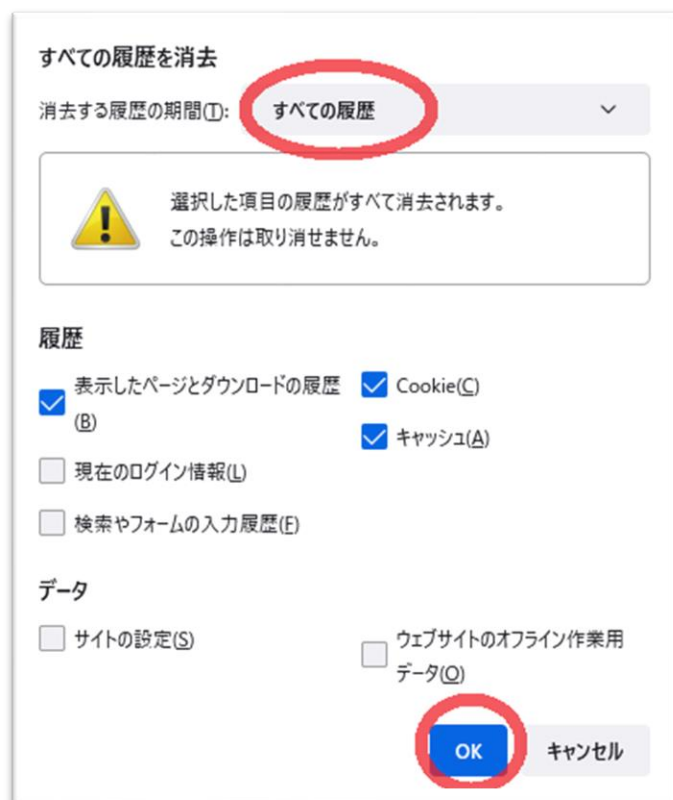 すべての履歴を消去
消去する履歴の期間(T): すべての履歴
選択した項目の履歴がすべて消去されます。
この操作は取り消せません。
履歴
表示したページとダウンロードの履歴
(B)
Cookie(C)
キャッシュ(A)
現在のログイン情報(L)
検索やフォームの入力履歴(F)
データ
サイトの設定(S)
ウェブサイトのオフライン作業用
データ(O)
OK キャンセル